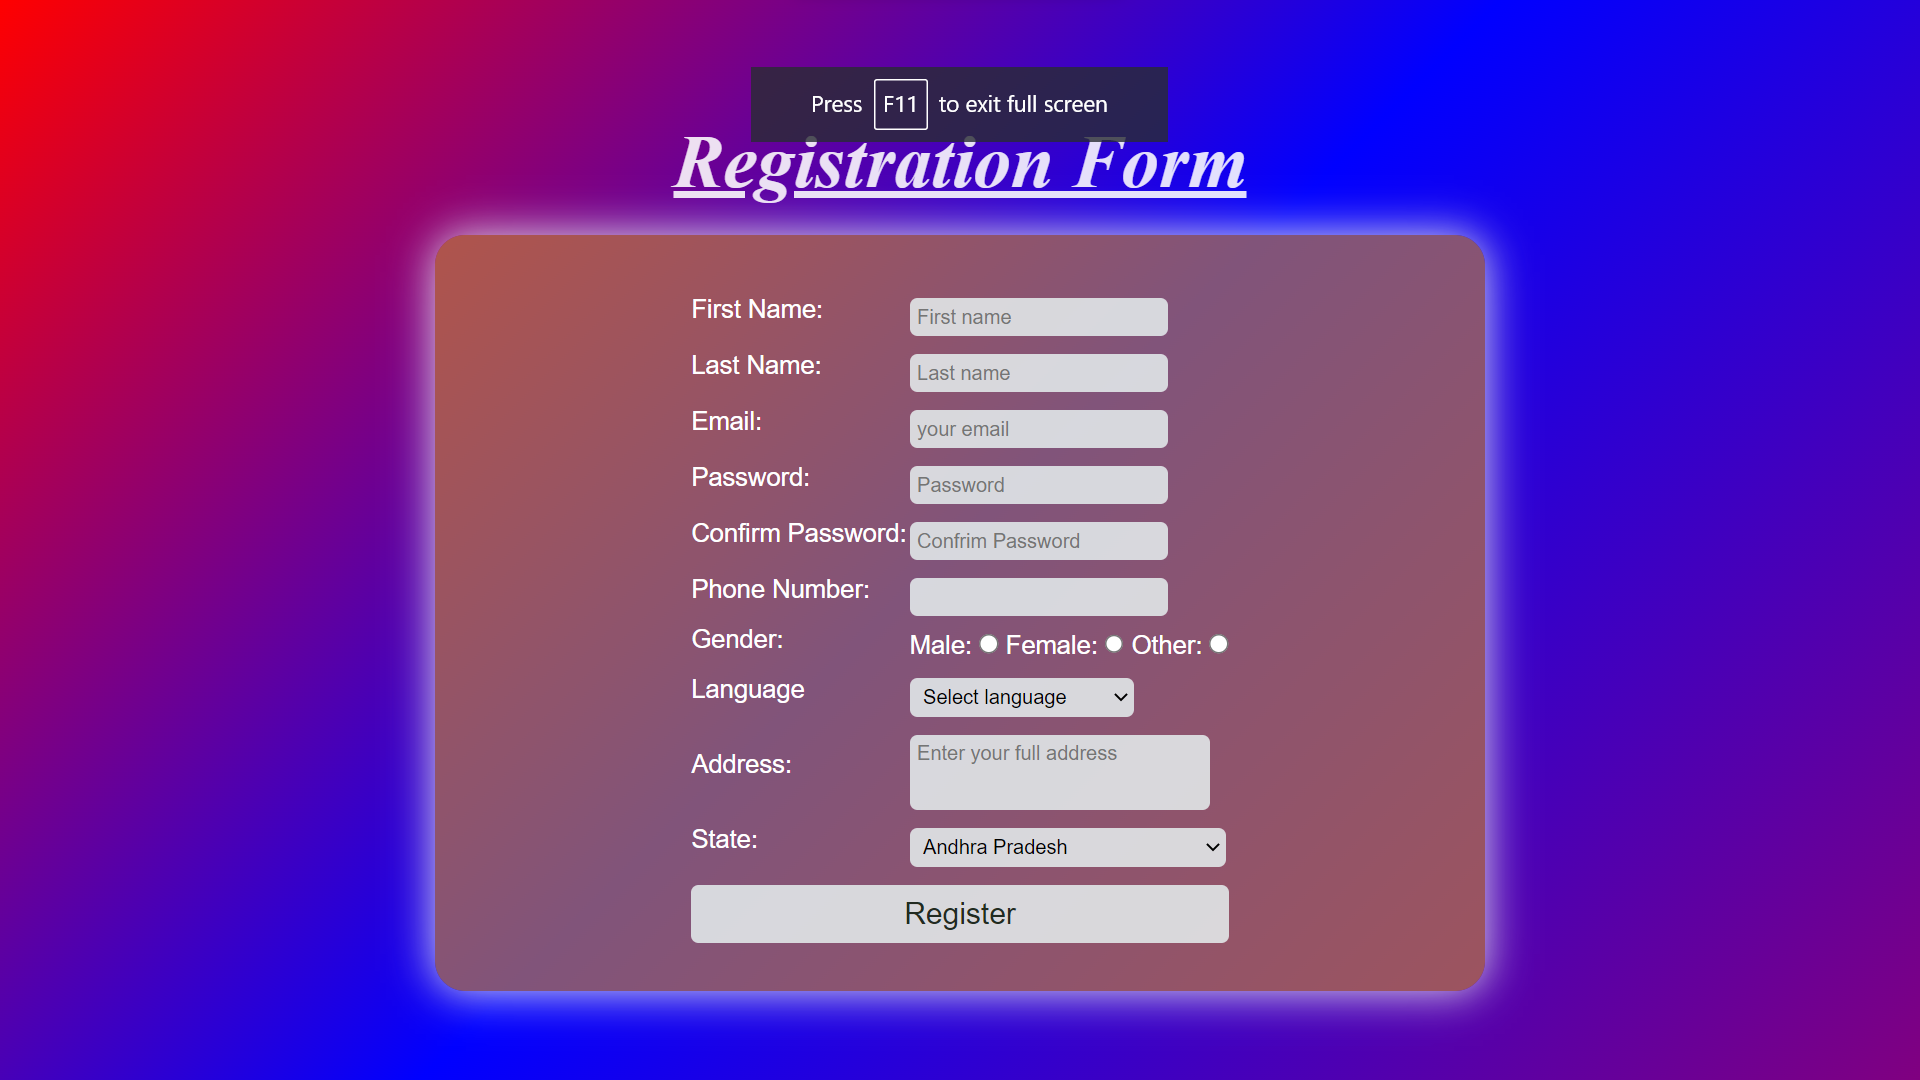 Press F11 to exit full screen
Registration Form
First Name: First name
Last Name: Last name
Email: your email
Password: Password
Confirm Password: Confrim Password
Phone Number:
Gender: Male: Female: Other:
Language Select language
Address: Enter your full address
State: Andhra Pradesh
Register